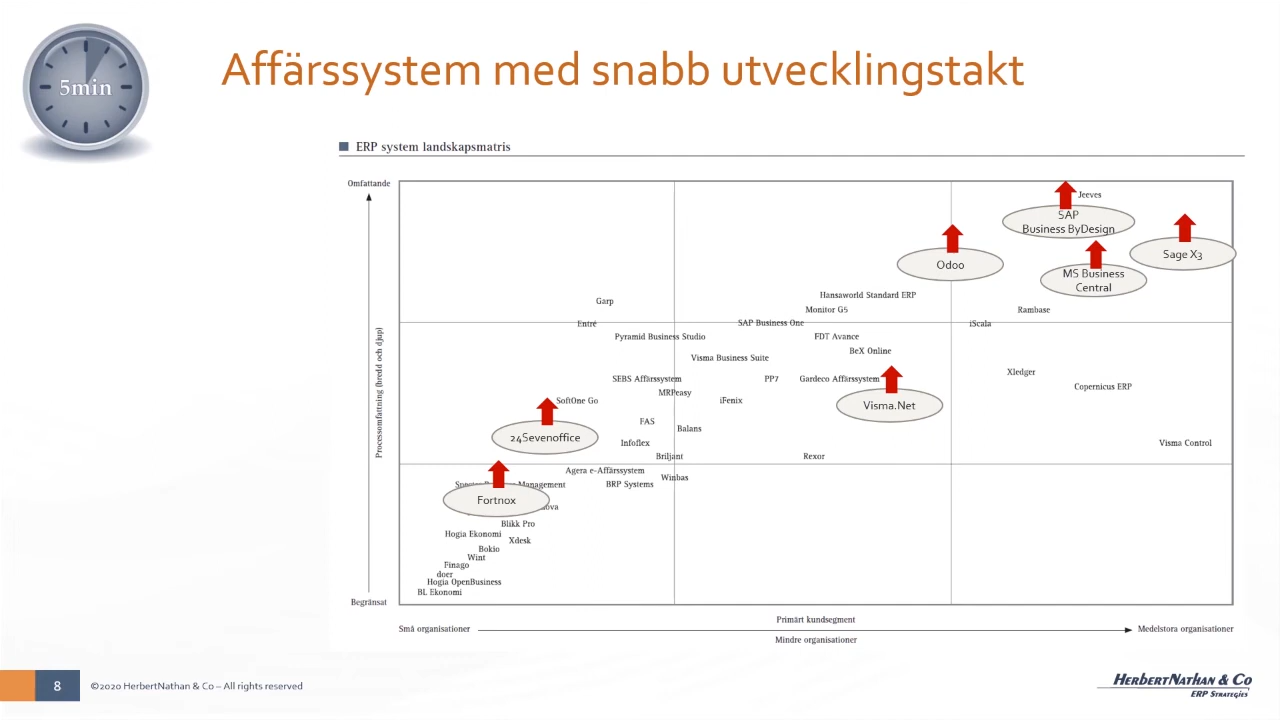 5min
Affärssystem med snabb utvecklingstakt
ERP system landskapsmatris
Omfattande
Processomfattning (bredd och djup)
Begränsat
Jeeves
SAP
Business ByDesign
Sage X3
Odoo
MS Business
Central
Hansaworld Standard ERP
Garp
Monitor G5
Rambase
Entré
SAP Business One
iScala
Pyramid Business Studio
FDT Avance
BeX Online
Visma Business Suite
Xledger
SEBS Affärssystem
PP7
Gardeco Affärssystem
Copernicus ERP
MRPeasy
SoftOne Go
iFenix
Visma.Net
FAS
Balans
24Sevenoffice
Infoflex
Visma Control
Briljant
Rexor
Agera e-Affärssystem
Winbas
Management
BRP Systems
Fortnox
Blikk Pro
Hogia Ekonomi
Xdesk
Bokio
Wint
Finago
doer
Hogia OpenBusiness
BL Ekonomi
Primärt kundsegment
Små organisationer
Medelstora organisationer
Mindre organisationer
8
©2020 HerbertNathan & Co – All rights reserved
HerbertNathan & Co
ERP Strategies